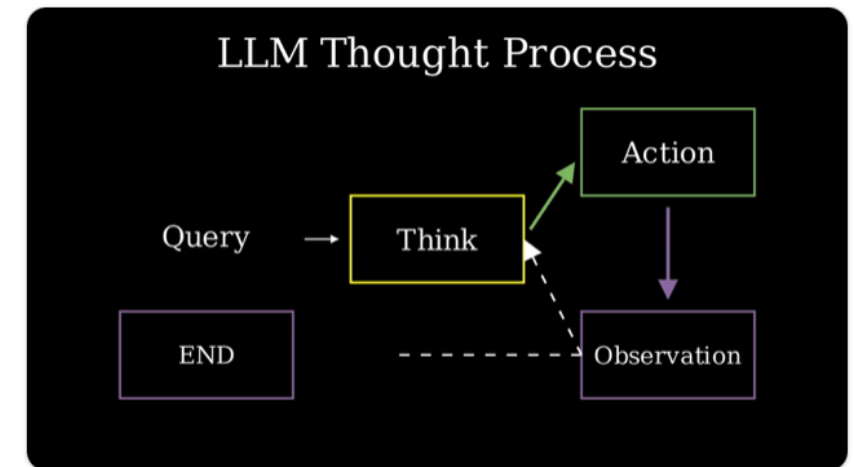 LLM Thought Process
Action
Query
Think
END
Observation